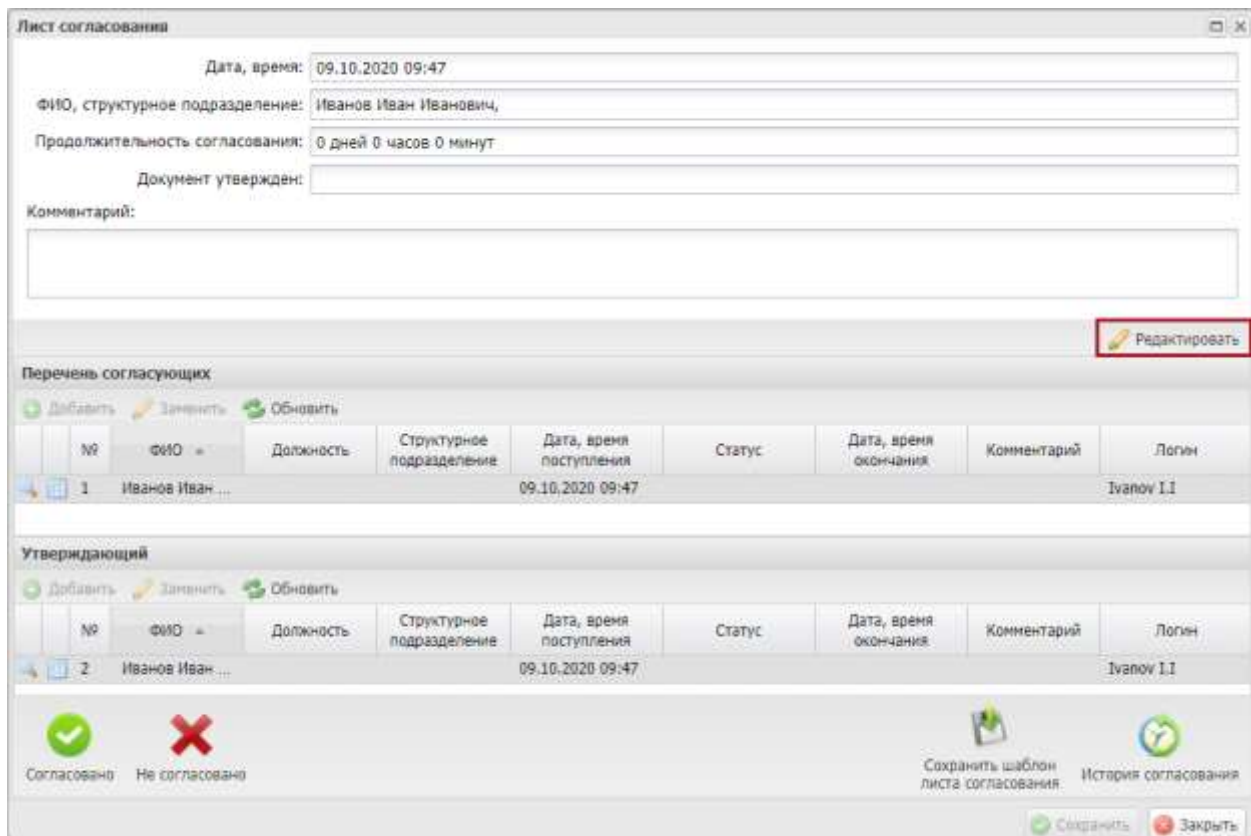 Лист согласования
Дата, время: 09.10.2020 09:47
ФИО, структурное подразделение: Иванов Иван Иванович,
Продолжительность согласования: 0 дней 0 часов 0 минут
Документ утвержден:
Комментарий:
Редактировать
Перечень согласующих
Добавить Заменить Обновить
№ ФИО Должность Структурное подразделение Дата, время поступления Статус Дата, время окончания Комментарий Логин
1 Иванов Иван ... 09.10.2020 09:47 Ivanov I.I
Утверждающий
Добавить Заменить Обновить
№ ФИО Должность Структурное подразделение Дата, время поступления Статус Дата, время окончания Комментарий Логин
2 Иванов Иван ... 09.10.2020 09:47 Ivanov I.I
Согласовано Не согласовано
Сохранить шаблон
листа согласования
История согласования
Сохранить Закрыть